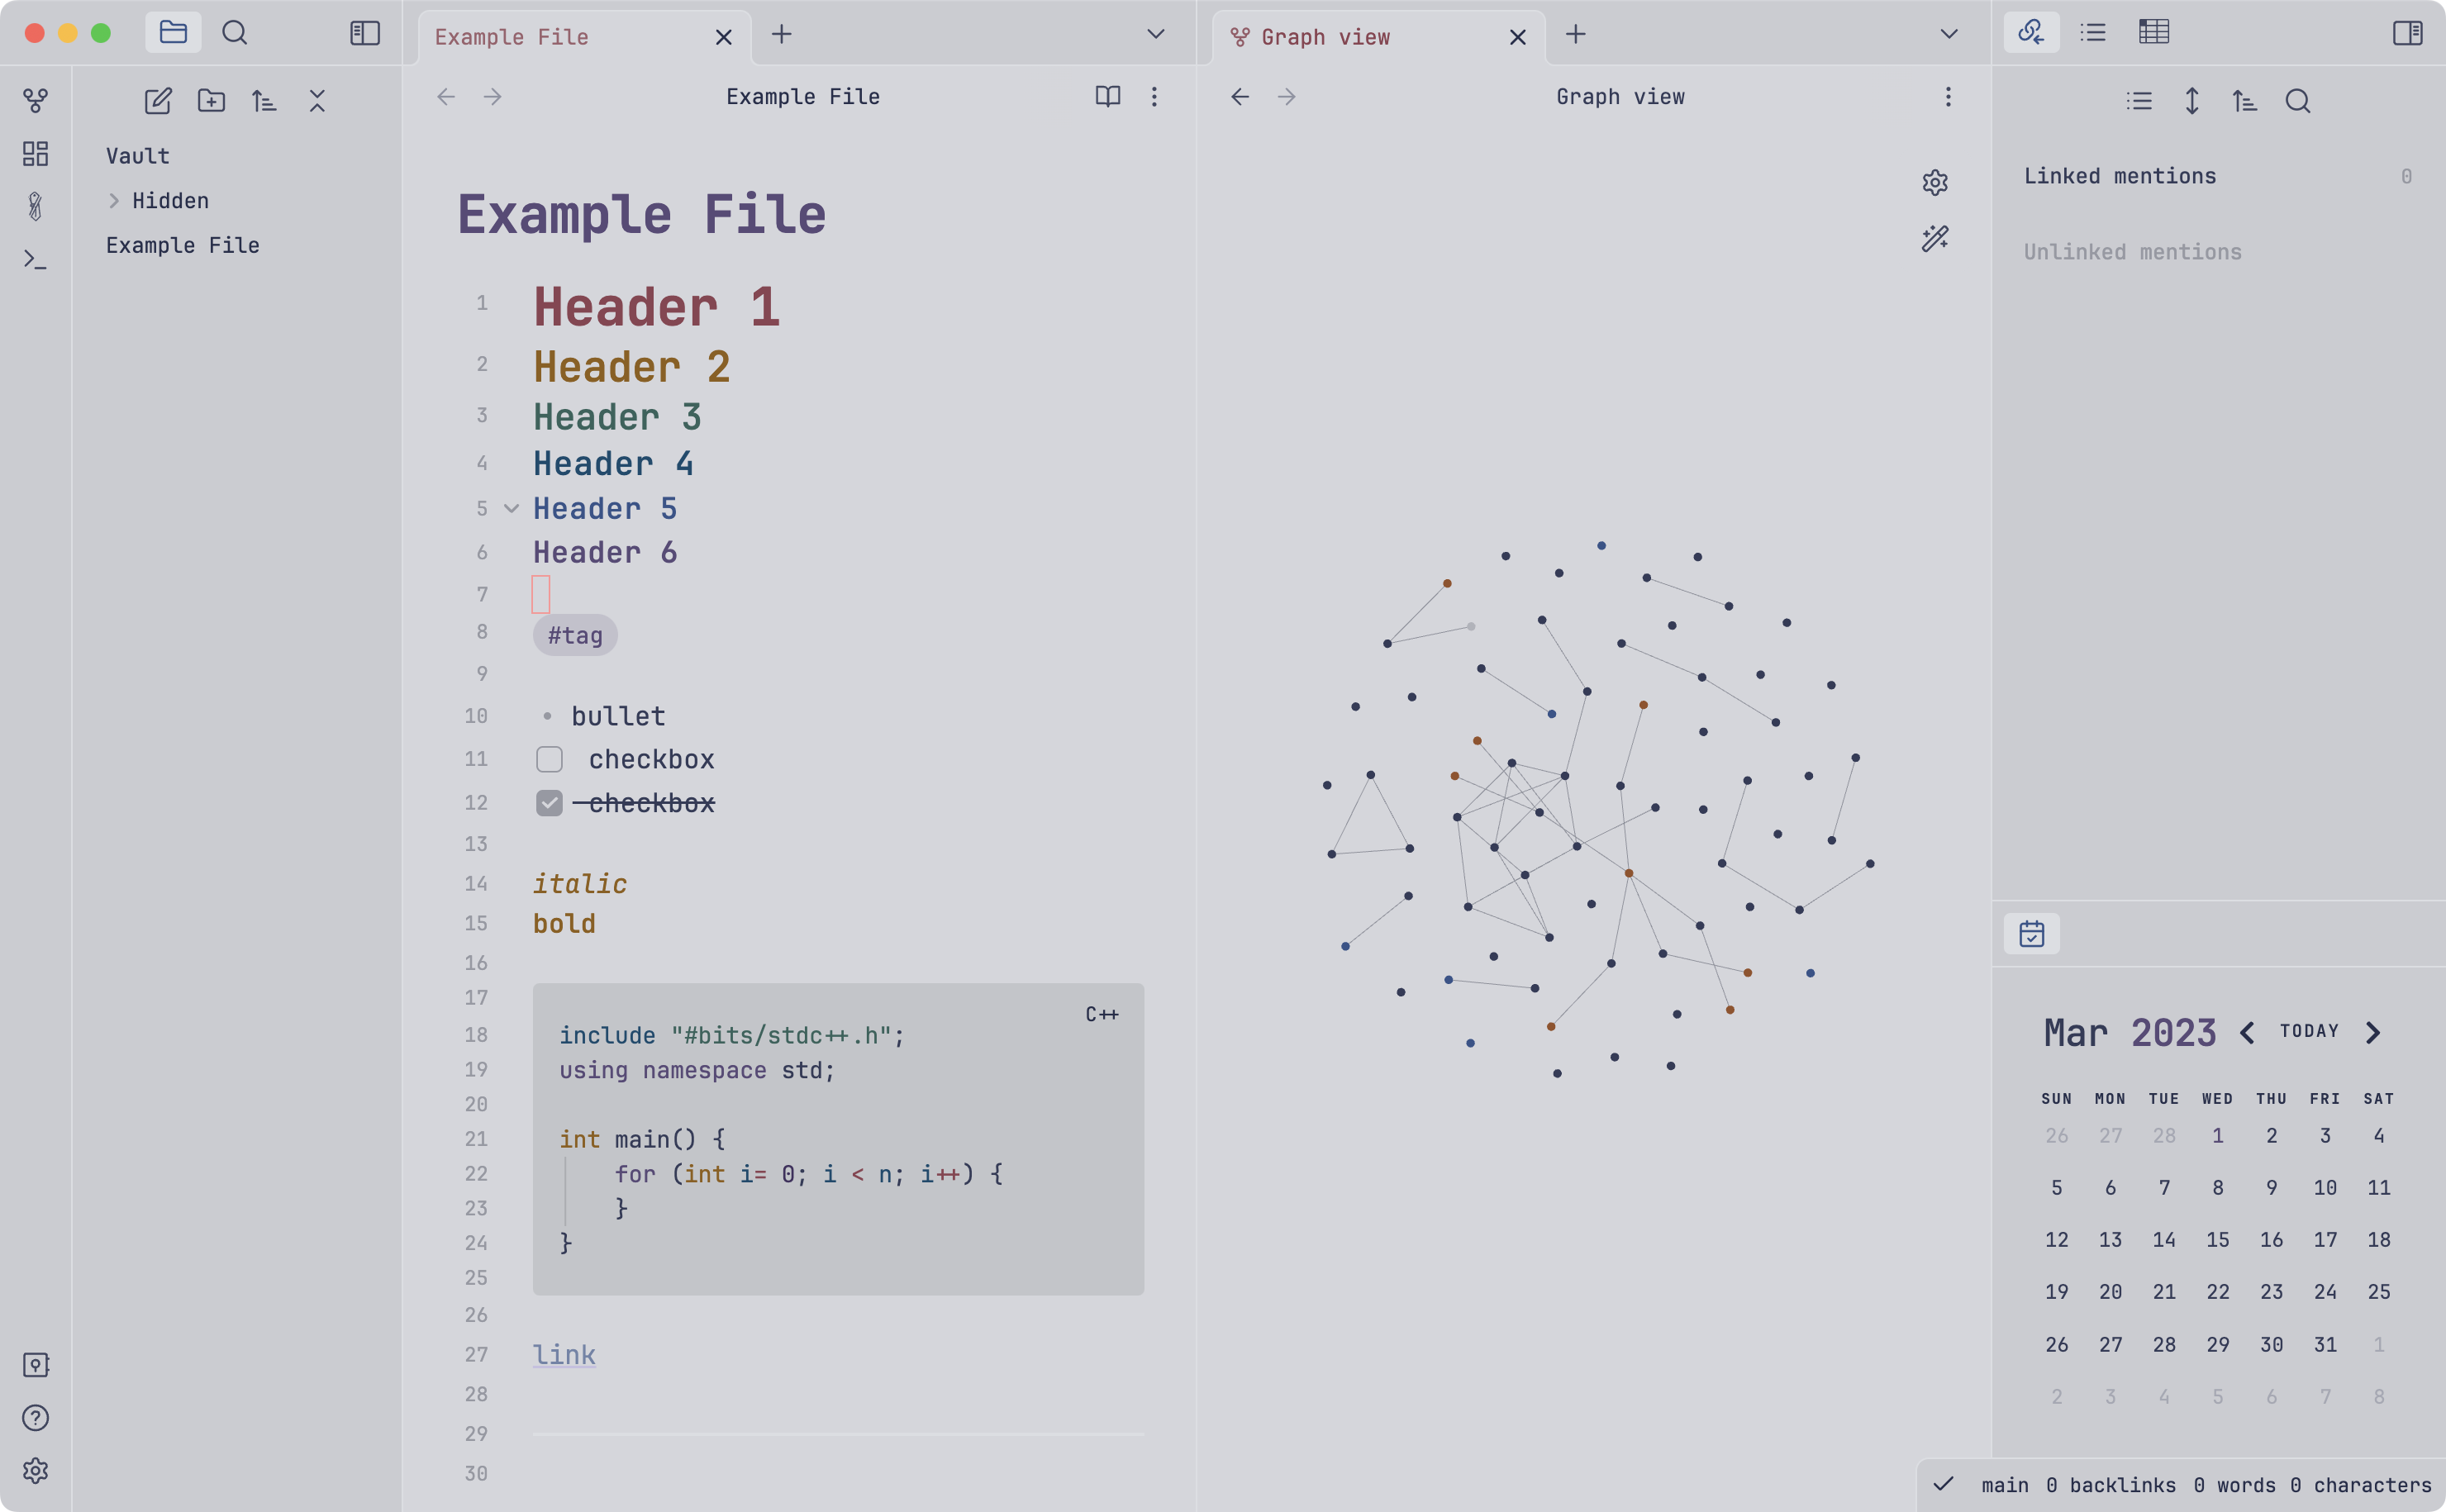 Example File
Graph view
Example File
Graph view
Vault
Hidden
Example File
Example File
1 Header 1
2 Header 2
3 Header 3
4 Header 4
5 Header 5
6 Header 6
7
8 #tag
9
10 bullet
11 checkbox
12 checkbox
13
14 italic
15 bold
16
17 C++
18 include "#bits/stdc++.h";
19 using namespace std;
20
21 int main() {
22 for (int i= 0; i < n; i++) {
23 }
24 }
25
26
27 link
28
29
30
Linked mentions 0
Unlinked mentions
Mar 2023 TODAY
SUN MON TUE WED THU FRI SAT
26 27 28 1 2 3 4
5 6 7 8 9 10 11
12 13 14 15 16 17 18
19 20 21 22 23 24 25
26 27 28 29 30 31 1
2 3 4 5 6 7 8
main 0 backlinks 0 words 0 characters